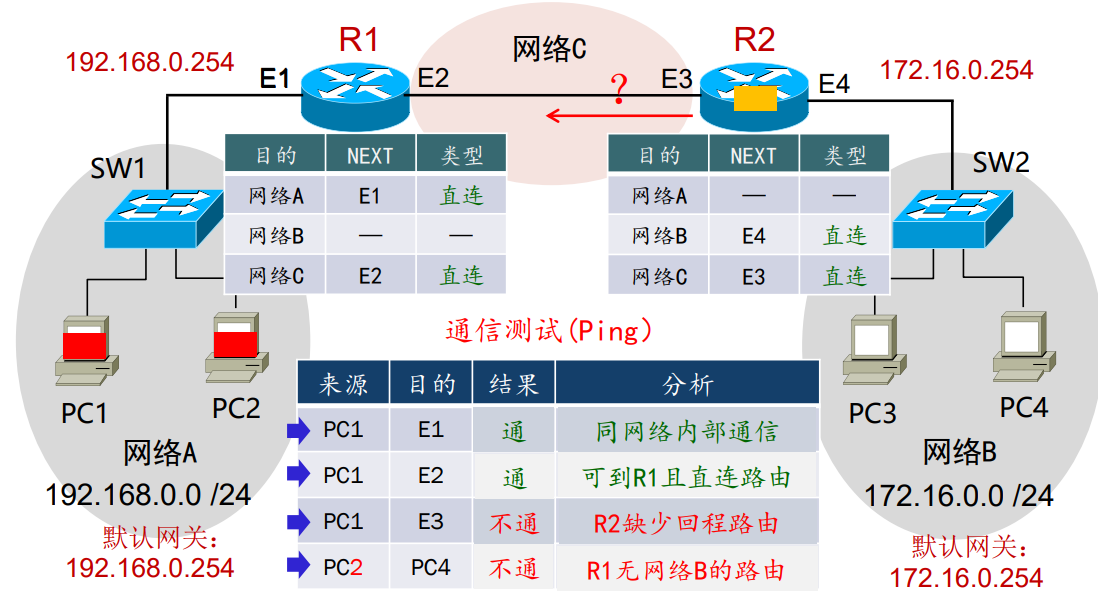 网络C
R1
R2
192.168.0.254
172.16.0.254
E1
E2
?
E3
E4
SW1
SW2
目的 NEXT 类型
网络A E1 直连
网络B — —
网络C E2 直连
目的 NEXT 类型
网络A — —
网络B E4 直连
网络C E3 直连
通信测试(Ping)
来源 目的 结果 分析
PC1 E1 通 同网络内部通信
PC1 E2 通 可到R1且直连路由
PC1 E3 不通 R2缺少回程路由
PC2 PC4 不通 R1无网络B的路由
PC1
PC2
网络A
192.168.0.0 /24
默认网关:
192.168.0.254
PC3
PC4
网络B
172.16.0.0 /24
默认网关:
172.16.0.254